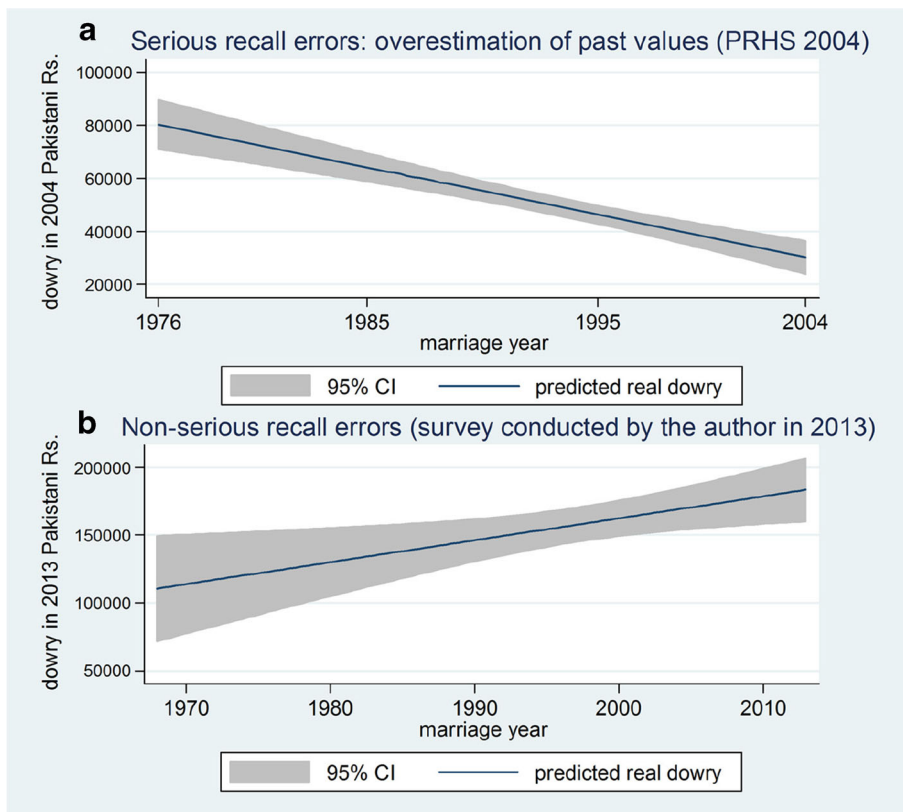 a
Serious recall errors: overestimation of past values (PRHS 2004)
dowry in 2004 Pakistani Rs.
100000
80000
60000
40000
20000
1976 1985 1995 2004
marriage year
95% CI predicted real dowry
b
Non-serious recall errors (survey conducted by the author in 2013)
dowry in 2013 Pakistani Rs.
200000
150000
100000
50000
1970 1980 1990 2000 2010
marriage year
95% CI predicted real dowry